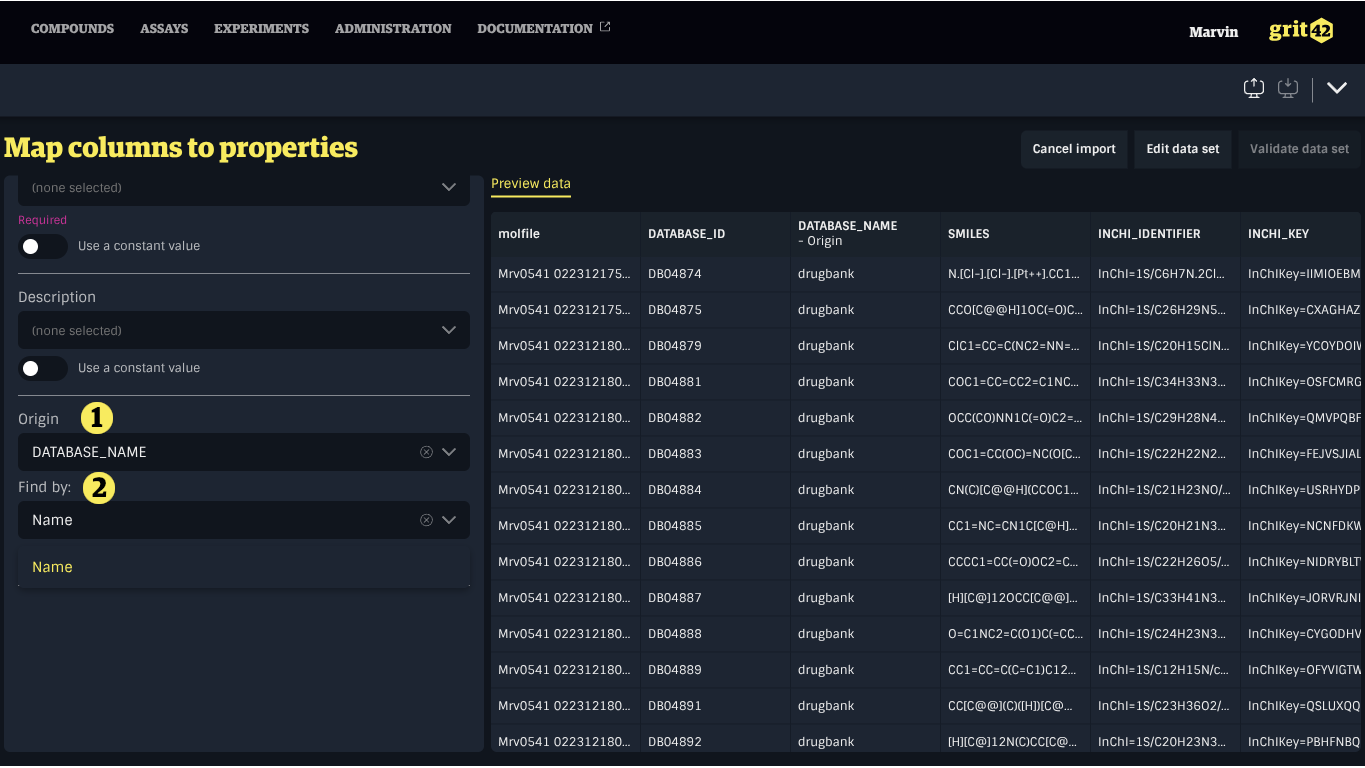 COMPOUNDS ASSAYS EXPERIMENTS ADMINISTRATION DOCUMENTATION Marvin grit42
Map columns to properties
Cancel import Edit data set Validate data set
(none selected)
Required
Use a constant value
Description
(none selected)
Use a constant value
Origin 1
DATABASE_NAME
Find by: 2
Name
Name
Preview data
molfile DATABASE_ID DATABASE_NAME - Origin SMILES INCHI_IDENTIFIER INCHI_KEY
Mrv0541 022312175... DB04874 drugbank N.[Cl-].[Cl-].[Pt++].CC1... InChI=1S/C6H7N.2Cl... InChIKey=IIMIOEBM
Mrv0541 022312175... DB04875 drugbank CCO[C@@H]1OC(=O)C... InChI=1S/C26H29N5... InChIKey=CXAGHAZ
Mrv0541 022312180... DB04879 drugbank ClC1=CC=C(NC2=NN=... InChI=1S/C20H15ClN... InChIKey=YCOYDOIW
Mrv0541 022312180... DB04881 drugbank COC1=CC=CC2=C1NC... InChI=1S/C34H33N3... InChIKey=OSFCMRG
Mrv0541 022312180... DB04882 drugbank OCC(CO)NN1C(=O)C2=... InChI=1S/C29H28N4... InChIKey=QMVPQBF
Mrv0541 022312180... DB04883 drugbank COC1=CC(OC)=NC(O[C... InChI=1S/C22H22N2... InChIKey=FEJVSJIAL
Mrv0541 022312180... DB04884 drugbank CN(C)[C@@H](CCOC1... InChI=1S/C21H23NO/... InChIKey=USRHYDP
Mrv0541 022312180... DB04885 drugbank CC1=NC=CN1C[C@H]... InChI=1S/C20H21N3... InChIKey=NCNFDKW
Mrv0541 022312180... DB04886 drugbank CCCC1=CC(=O)OC2=C... InChI=1S/C22H26O5/... InChIKey=NIDRYBLT
Mrv0541 022312180... DB04887 drugbank [H][C@]12OCC[C@@]... InChI=1S/C33H41N3... InChIKey=JORVRJNI
Mrv0541 022312180... DB04888 drugbank O=C1NC2=C(O1)C(=CC... InChI=1S/C24H23N3... InChIKey=CYGODHV
Mrv0541 022312180... DB04889 drugbank CC1=CC=C(C=C1)C12... InChI=1S/C12H15N/c... InChIKey=OFYVIGTW
Mrv0541 022312180... DB04891 drugbank CC[C@@](C)([H])[C@... InChI=1S/C23H36O2/... InChIKey=QSLUXQQ
Mrv0541 022312180... DB04892 drugbank [H][C@]12N(C)CC[C@... InChI=1S/C20H23N3... InChIKey=PBHFNBQ